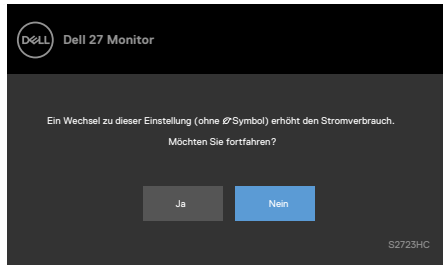 DELL Dell 27 Monitor
Ein Wechsel zu dieser Einstellung (ohne Symbol) erhöht den Stromverbrauch.
Möchten Sie fortfahren?
Ja Nein
S2723HC